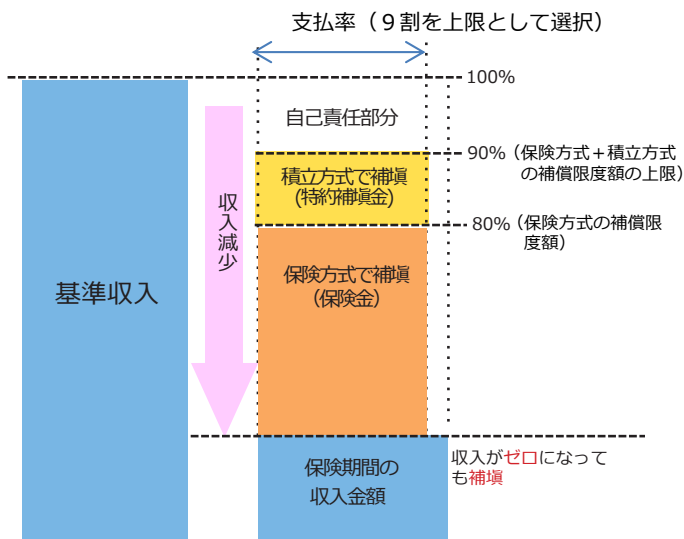 支払率（９割を上限として選択）
100%
自己責任部分
90%（保険方式＋積立方式
の補償限度額の上限）
積立方式で補塡
(特約補塡金)
80%（保険方式の補償限
度額）
収入減少
基準収入
保険方式で補塡
（保険金）
保険期間の
収入金額
収入がゼロになって
も補塡